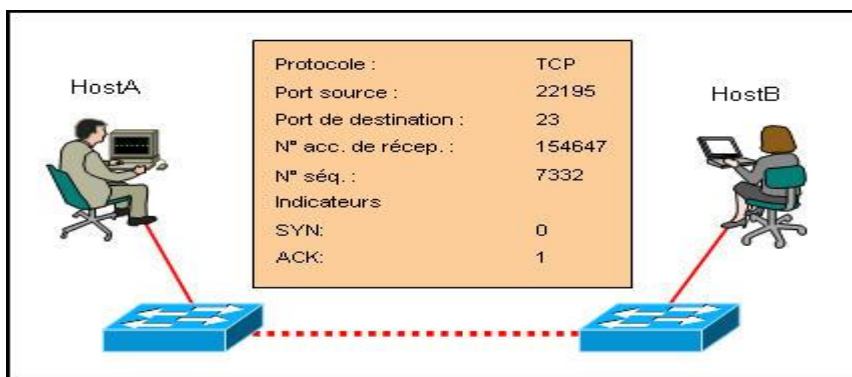 HostA
HostB
Protocole : TCP
Port source : 22195
Port de destination : 23
N° acc. de récep. : 154647
N° séq. : 7332
Indicateurs
SYN: 0
ACK: 1